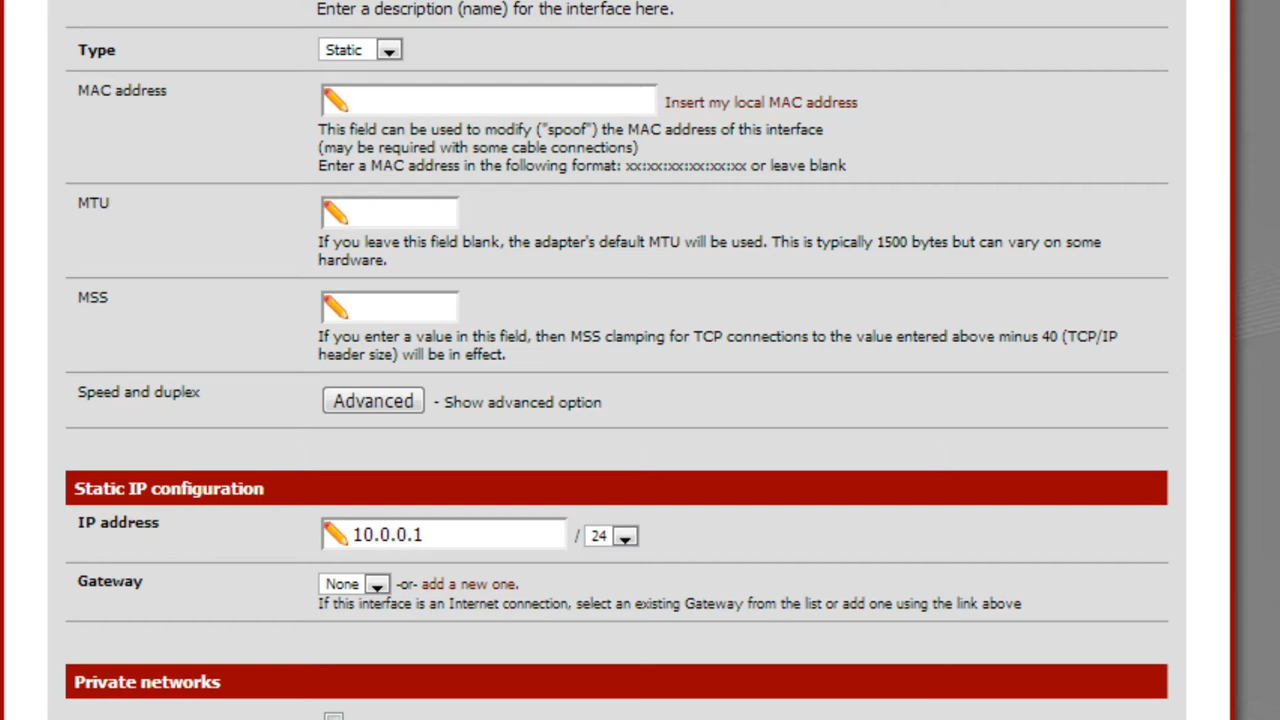 Enter a description (name) for the interface here.
Type
Static
MAC address
Insert my local MAC address
This field can be used to modify ("spoof") the MAC address of this interface
(may be required with some cable connections)
Enter a MAC address in the following format: xx:xx:xx:xx:xx:xx or leave blank
MTU
If you leave this field blank, the adapter's default MTU will be used. This is typically 1500 bytes but can vary on some
hardware.
MSS
If you enter a value in this field, then MSS clamping for TCP connections to the value entered above minus 40 (TCP/IP
header size) will be in effect.
Speed and duplex
Advanced - Show advanced option
Static IP configuration
IP address
10.0.0.1 / 24
Gateway
None -or- add a new one.
If this interface is an Internet connection, select an existing Gateway from the list or add one using the link above
Private networks